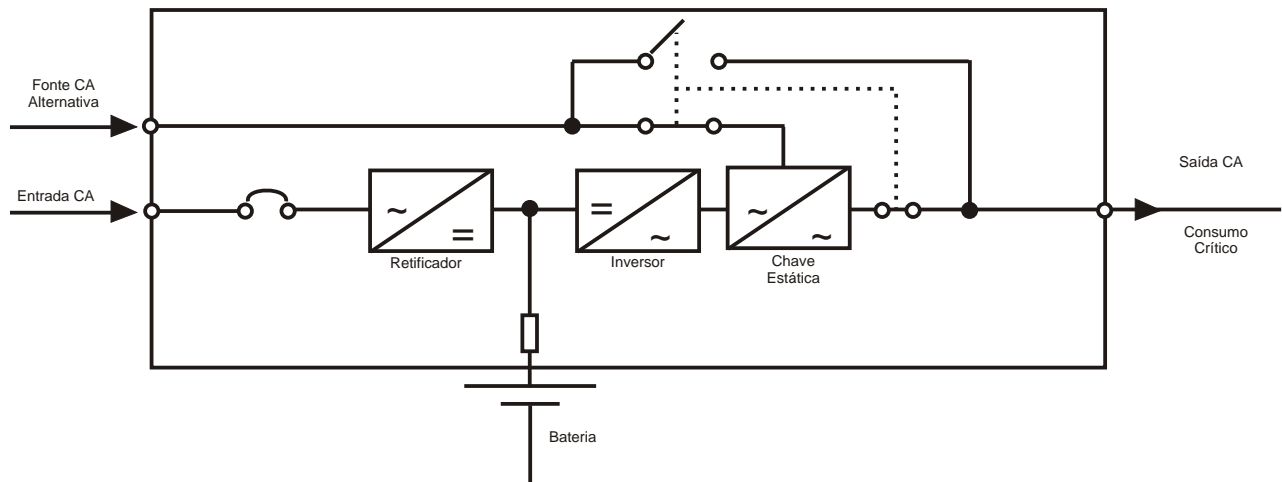 Fonte CA
Alternativa
Entrada CA
Saída CA
~
=
=
~
~
~
Retificador
Inversor
Chave
Estática
Consumo
Crítico
Bateria